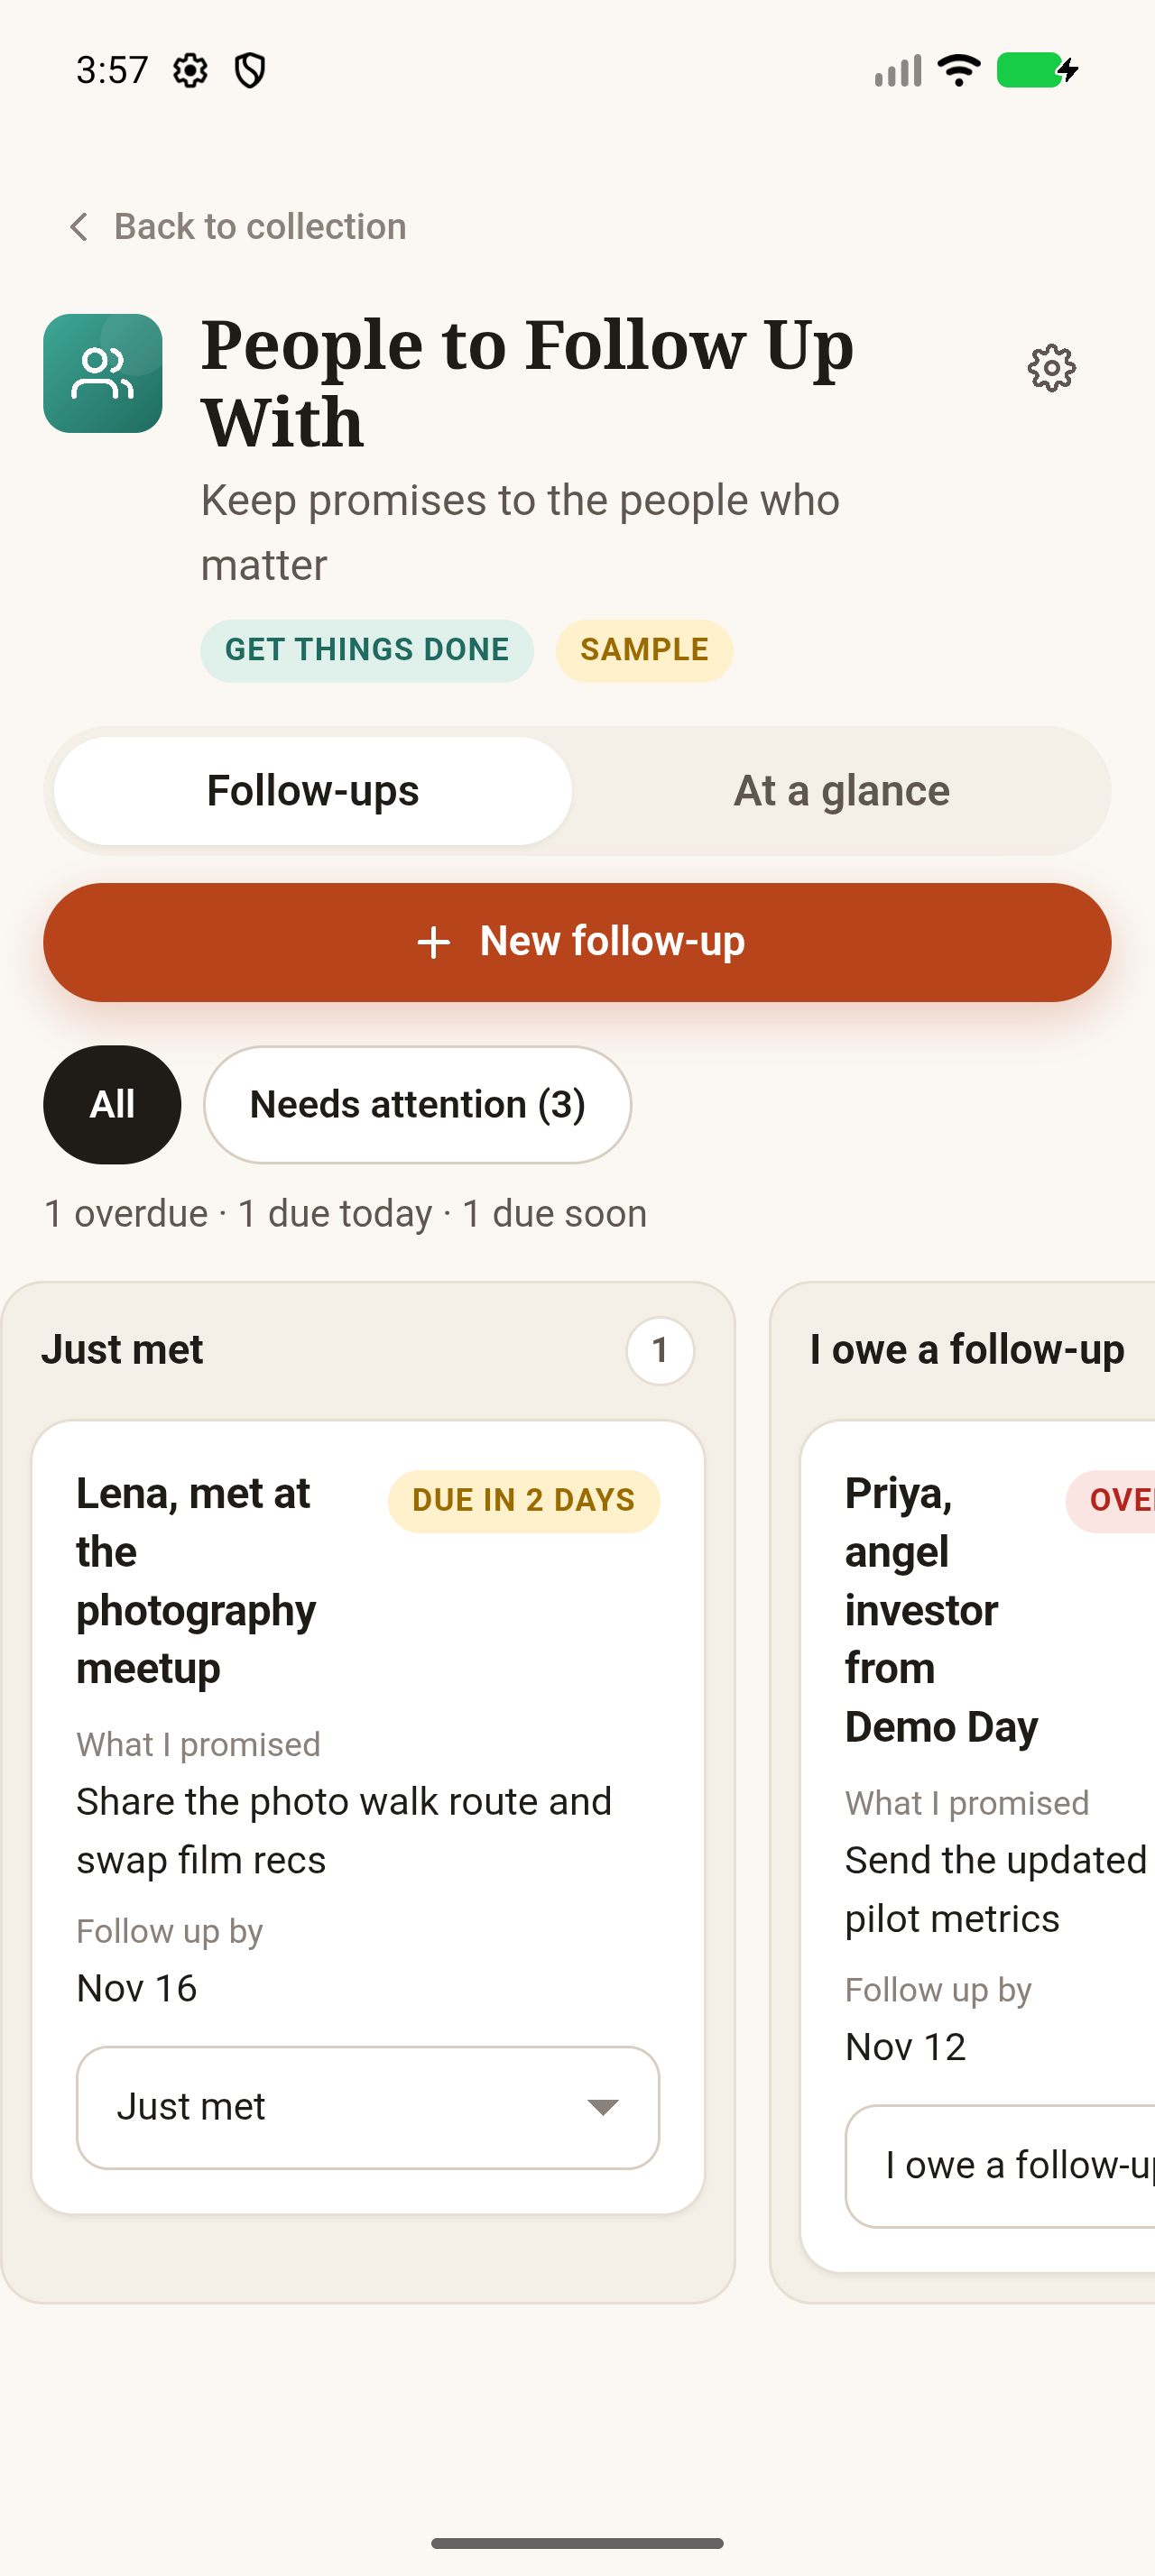 3:57
Back to collection
People to Follow Up
With
Keep promises to the people who
matter
GET THINGS DONE
SAMPLE
Follow-ups
At a glance
New follow-up
All
Needs attention (3)
1 overdue · 1 due today · 1 due soon
Just met
1
Lena, met at
the
photography
meetup
DUE IN 2 DAYS
What I promised
Share the photo walk route and
swap film recs
Follow up by
Nov 16
Just met
I owe a follow-up
Priya,
angel
investor
from
Demo Day
What I promised
Send the updated
pilot metrics
Follow up by
Nov 12
I owe a follow-up